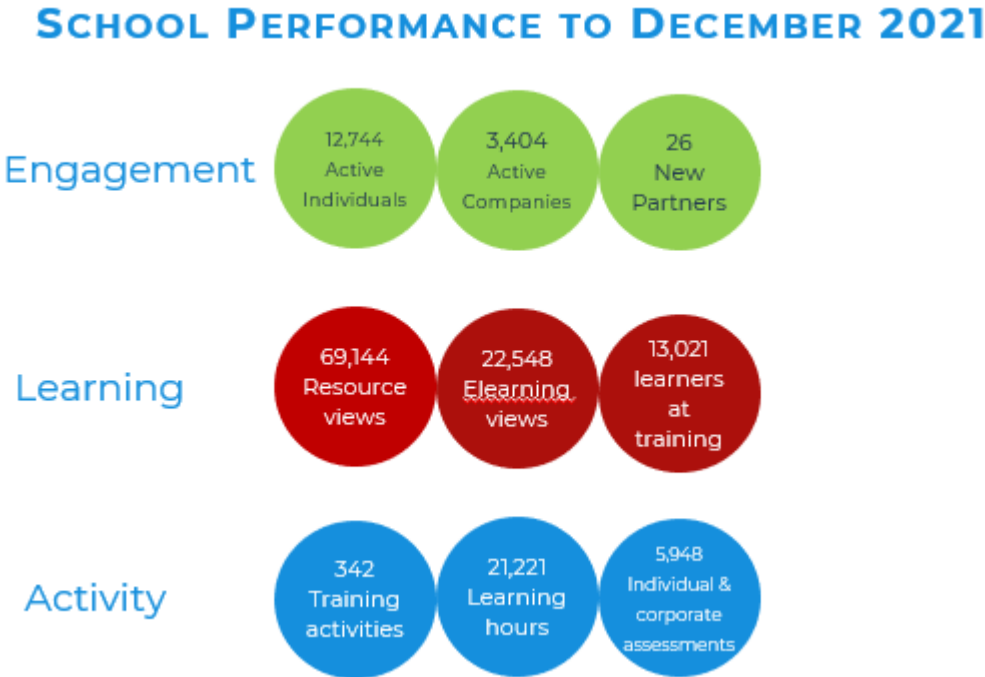 SCHOOL PERFORMANCE TO DECEMBER 2021
Engagement
12,744
Active
Individuals
3,404
Active
Companies
26
New
Partners
Learning
69,144
Resource
views
22,548
Elearning
views
13,021
learners
at
training
Activity
342
Training
activities
21,221
Learning
hours
5,948
Individual &
corporate
assessments